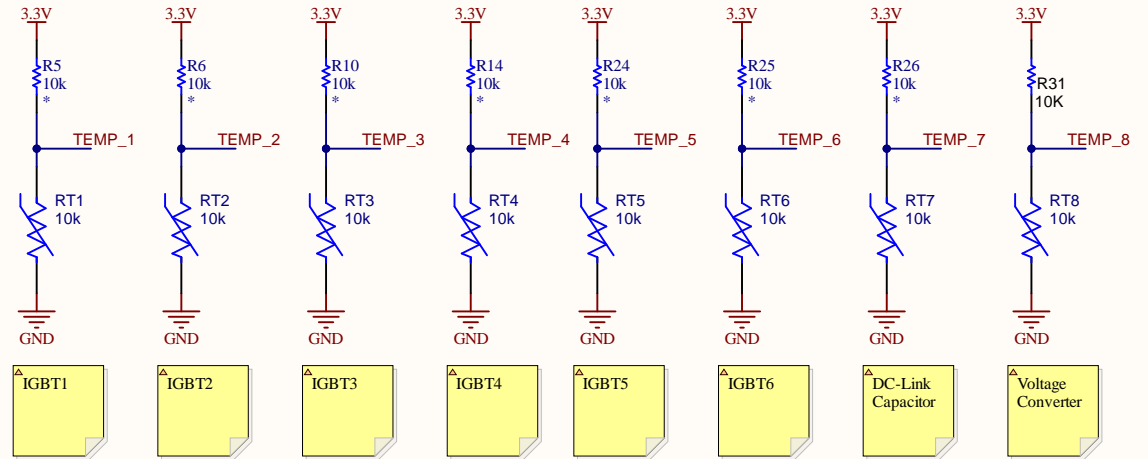 3.3V
R5
10k
*
TEMP_1
RT1
10k
GND
IGBT1
3.3V
R6
10k
*
TEMP_2
RT2
10k
GND
IGBT2
3.3V
R10
10k
*
TEMP_3
RT3
10k
GND
IGBT3
3.3V
R14
10k
*
TEMP_4
RT4
10k
GND
IGBT4
3.3V
R24
10k
*
TEMP_5
RT5
10k
GND
IGBT5
3.3V
R25
10k
*
TEMP_6
RT6
10k
GND
IGBT6
3.3V
R26
10k
*
TEMP_7
RT7
10k
GND
DC-Link
Capacitor
3.3V
R31
10K
TEMP_8
RT8
10k
GND
Voltage
Converter